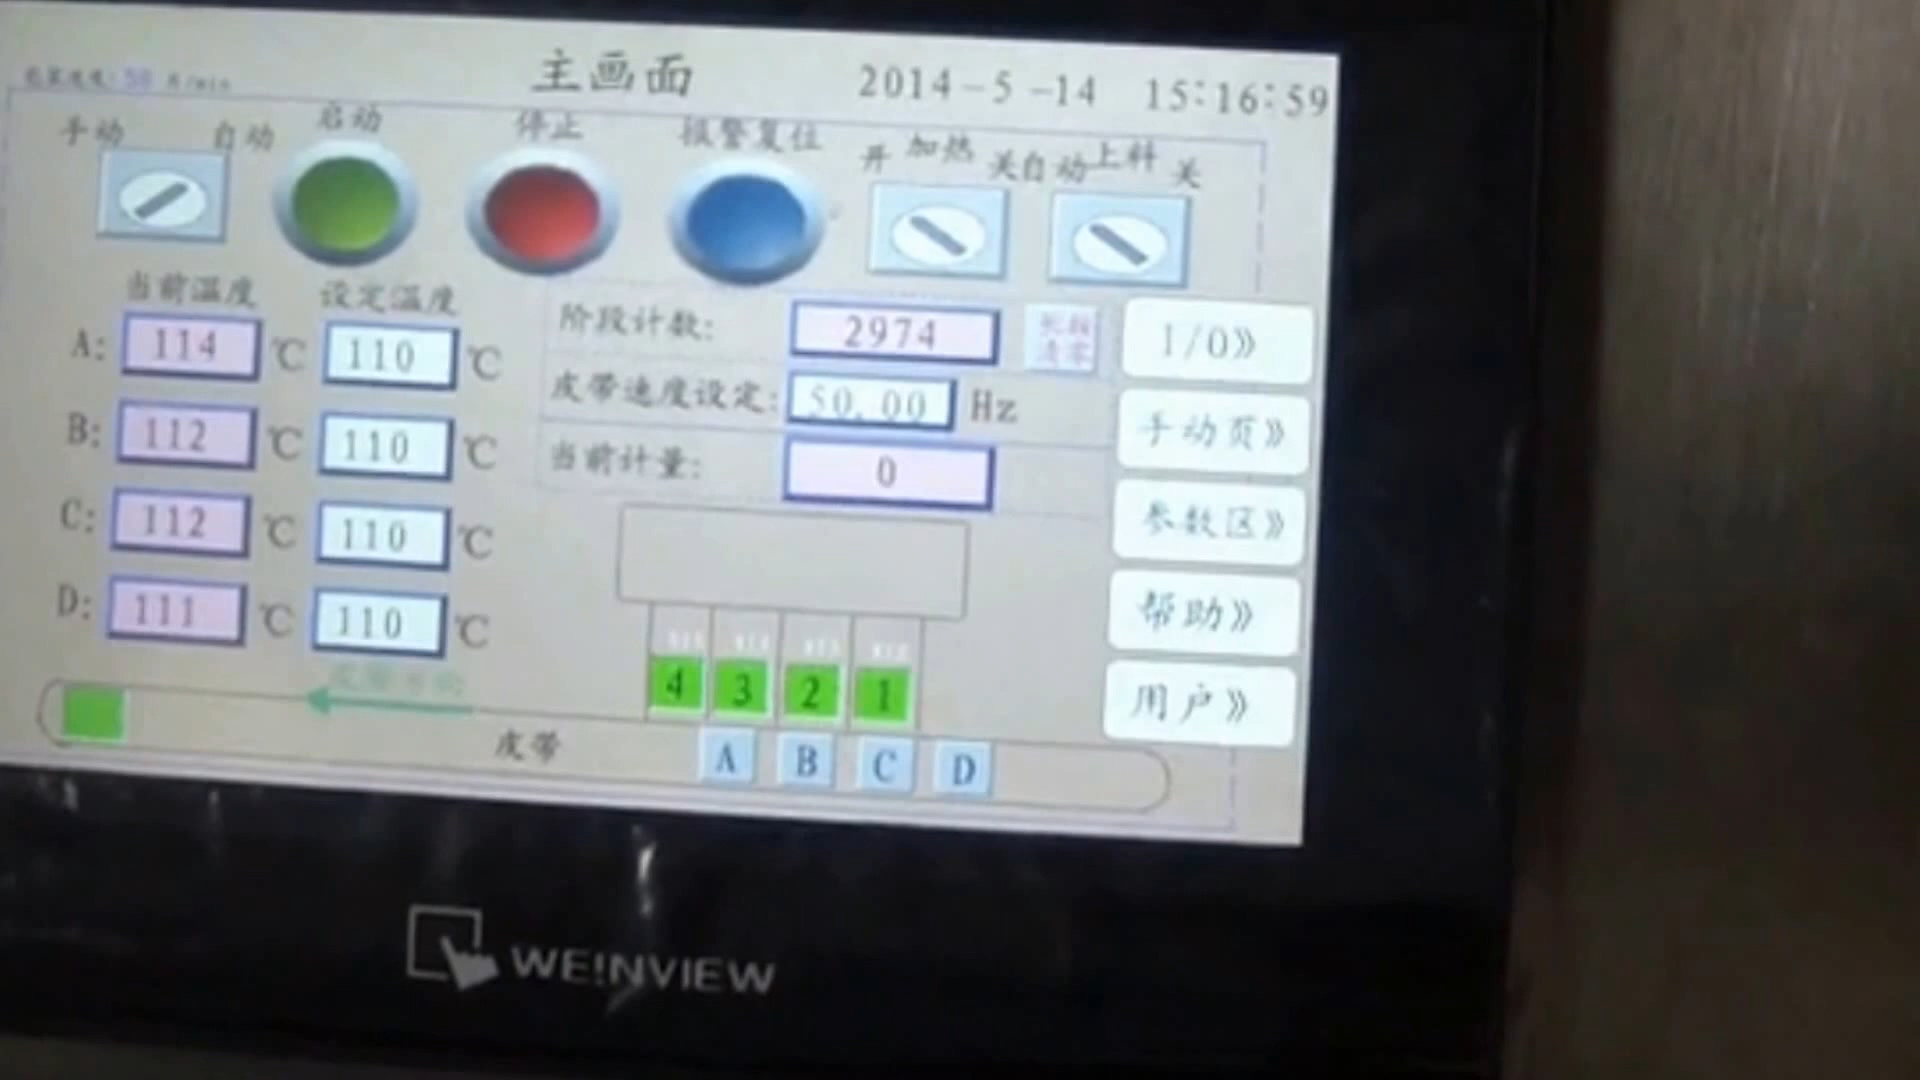 主画面 2014-5-14 15:16:59
50
手动 自动 启动 停止 报警复位 开 加热 关 自动 上料 关
当前温度 设定温度
A: 114 ℃ 110 ℃
B: 112 ℃ 110 ℃
C: 112 ℃ 110 ℃
D: 111 ℃ 110 ℃
阶段计数: 2974
皮带速度设定: 50.00 Hz
当前计量: 0
I/O》
手动页》
参数区》
帮助》
用户》
4 3 2 1
皮带
A B C D
WE!NVIEW